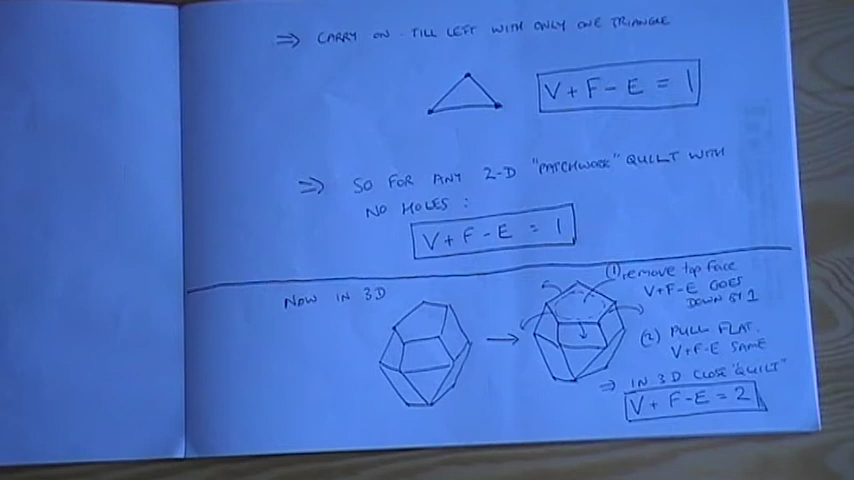 ⇒ CARRY ON TILL LEFT WITH ONLY ONE TRIANGLE
V + F - E = 1
⇒ SO FOR ANY 2-D "PATCHWORK" QUILT WITH
NO HOLES :
V + F - E = 1
NOW IN 3D
(1) remove top face
V+F-E GOES
DOWN BY 1
(2) PULL FLAT.
V+F-E SAME
⇒ IN 3D CLOSE "QUILT"
V + F - E = 2